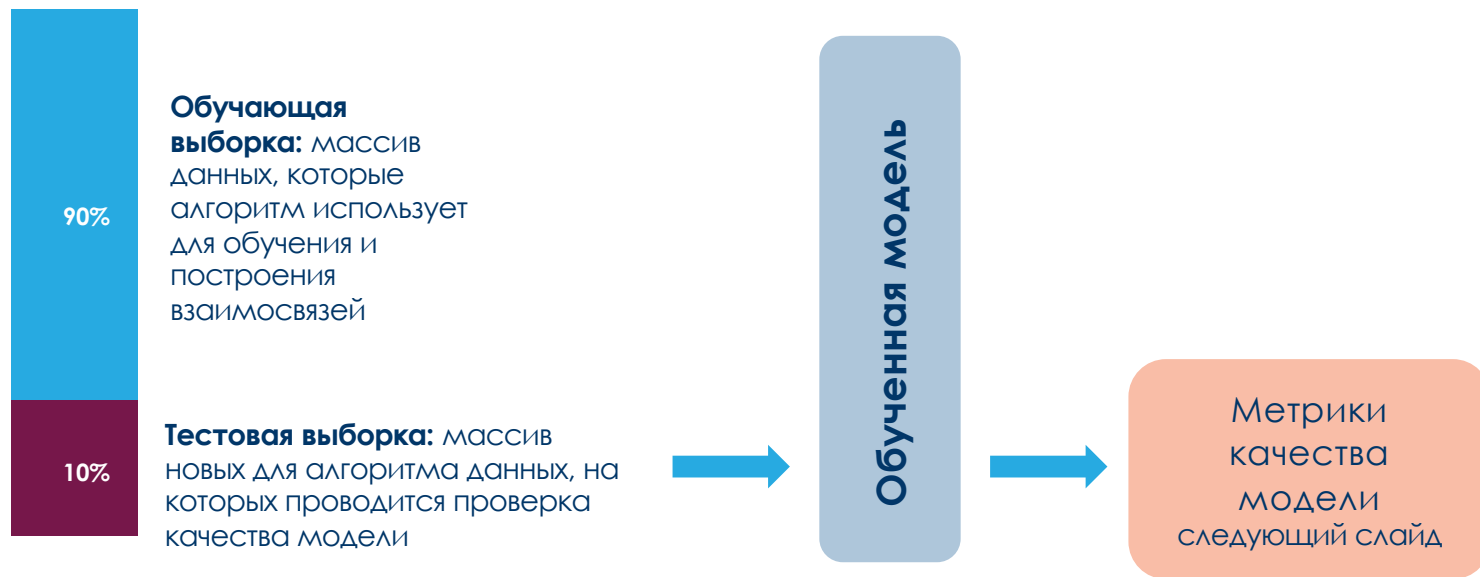 90%
Обучающая
выборка: массив
данных, которые
алгоритм использует
для обучения и
построения
взаимосвязей
10%
Тестовая выборка: массив
новых для алгоритма данных, на
которых проводится проверка
качества модели
Обученная модель
Метрики
качества
модели
следующий слайд